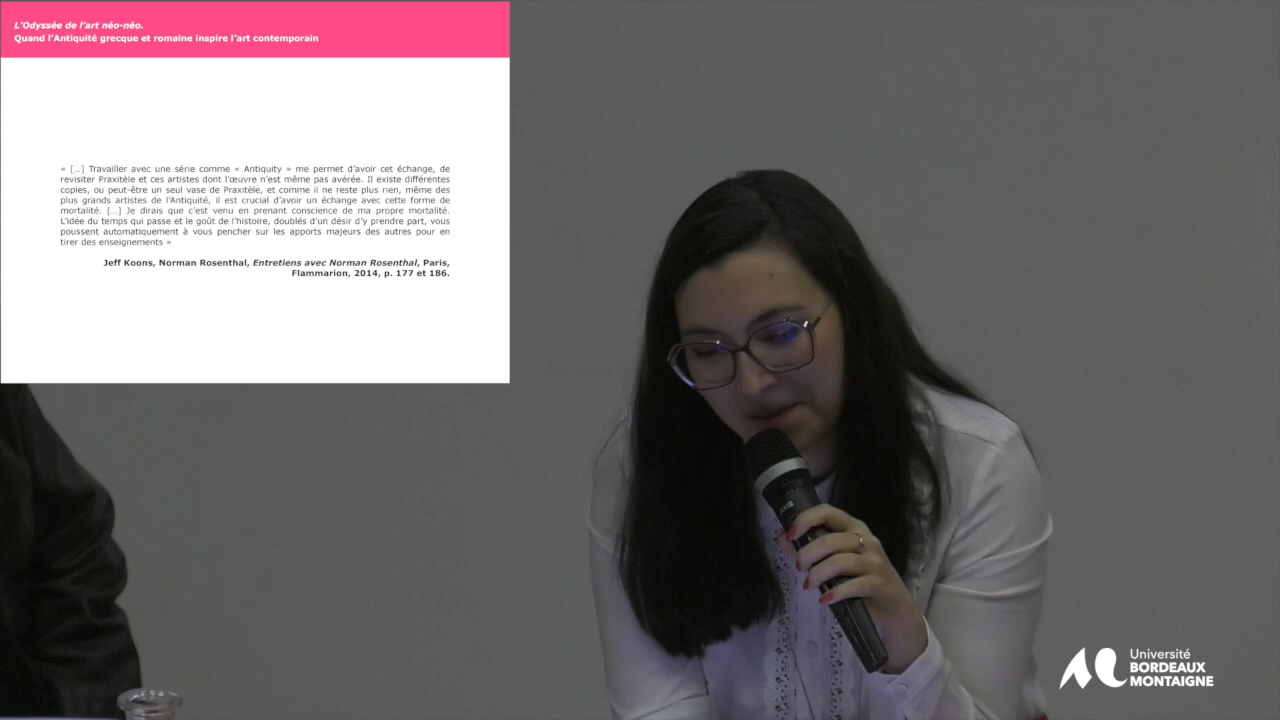 L'Odyssée de l'art néo-néo.
Quand l'Antiquité grecque et romaine inspire l'art contemporain
« [...] Travailler avec une série comme « Antiquity » me permet d'avoir cet échange, de
revisiter Praxitèle et ces artistes dont l'œuvre n'est même pas avérée. Il existe différentes
copies, ou peut-être un seul vase de Praxitèle, et comme il ne reste plus rien, même des
plus grands artistes de l'Antiquité, il est crucial d'avoir un échange avec cette forme de
mortalité. [...] Je dirais que c'est venu en prenant conscience de ma propre mortalité.
L'idée du temps qui passe et le goût de l'histoire, doublés d'un désir d'y prendre part, vous
poussent automatiquement à vous pencher sur les apports majeurs des autres pour en
tirer des enseignements »
Jeff Koons, Norman Rosenthal, Entretiens avec Norman Rosenthal, Paris,
Flammarion, 2014, p. 177 et 186.
Université
BORDEAUX
MONTAIGNE